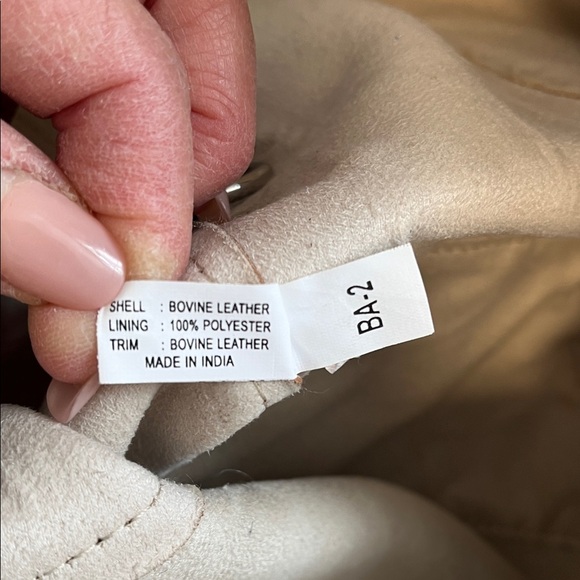 SHELL : BOVINE LEATHER
LINING : 100% POLYESTER
TRIM : BOVINE LEATHER
MADE IN INDIA
BA-2